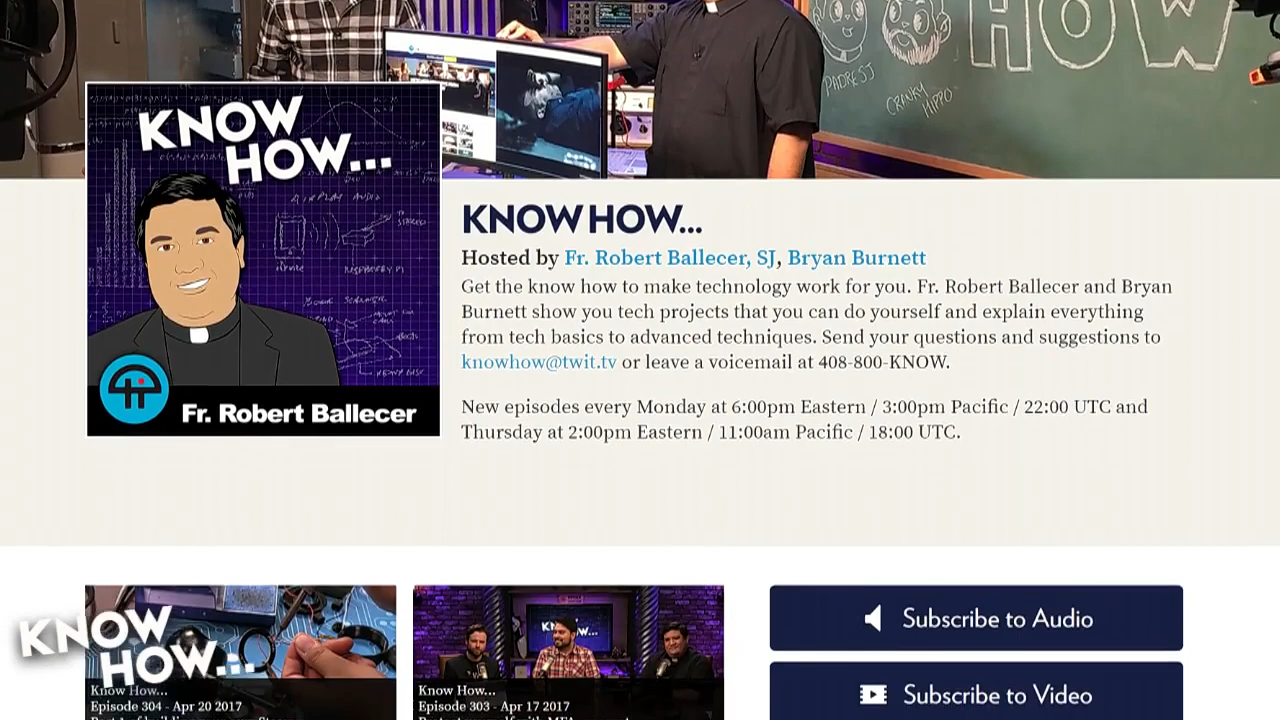 HOW
PADRESJ
CRANKY
HIPPO
KNOW
HOW...
AIRPLAY AUDIO
Fr. Robert Ballecer
KNOW HOW...
Hosted by Fr. Robert Ballecer, SJ, Bryan Burnett
Get the know how to make technology work for you. Fr. Robert Ballecer and Bryan
Burnett show you tech projects that you can do yourself and explain everything
from tech basics to advanced techniques. Send your questions and suggestions to
knowhow@twit.tv or leave a voicemail at 408-800-KNOW.
New episodes every Monday at 6:00pm Eastern / 3:00pm Pacific / 22:00 UTC and
Thursday at 2:00pm Eastern / 11:00am Pacific / 18:00 UTC.
KNOW
HOW...
Know How...
Episode 304 - Apr 20 2017
Know How...
Episode 303 - Apr 17 2017
Subscribe to Audio
Subscribe to Video